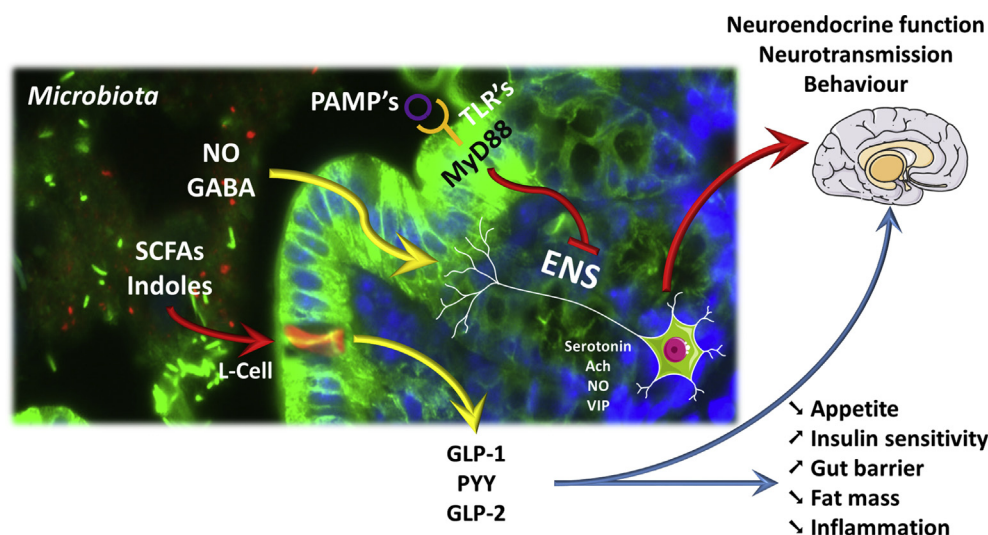 Neuroendocrine function
Neurotransmission
Behaviour
Microbiota
PAMP's
TLR's
MyD88
NO
GABA
ENS
SCFAs
Indoles
L-Cell
Serotonin
Ach
NO
VIP
GLP-1
PYY
GLP-2
↘ Appetite
↗ Insulin sensitivity
↗ Gut barrier
↘ Fat mass
↘ Inflammation